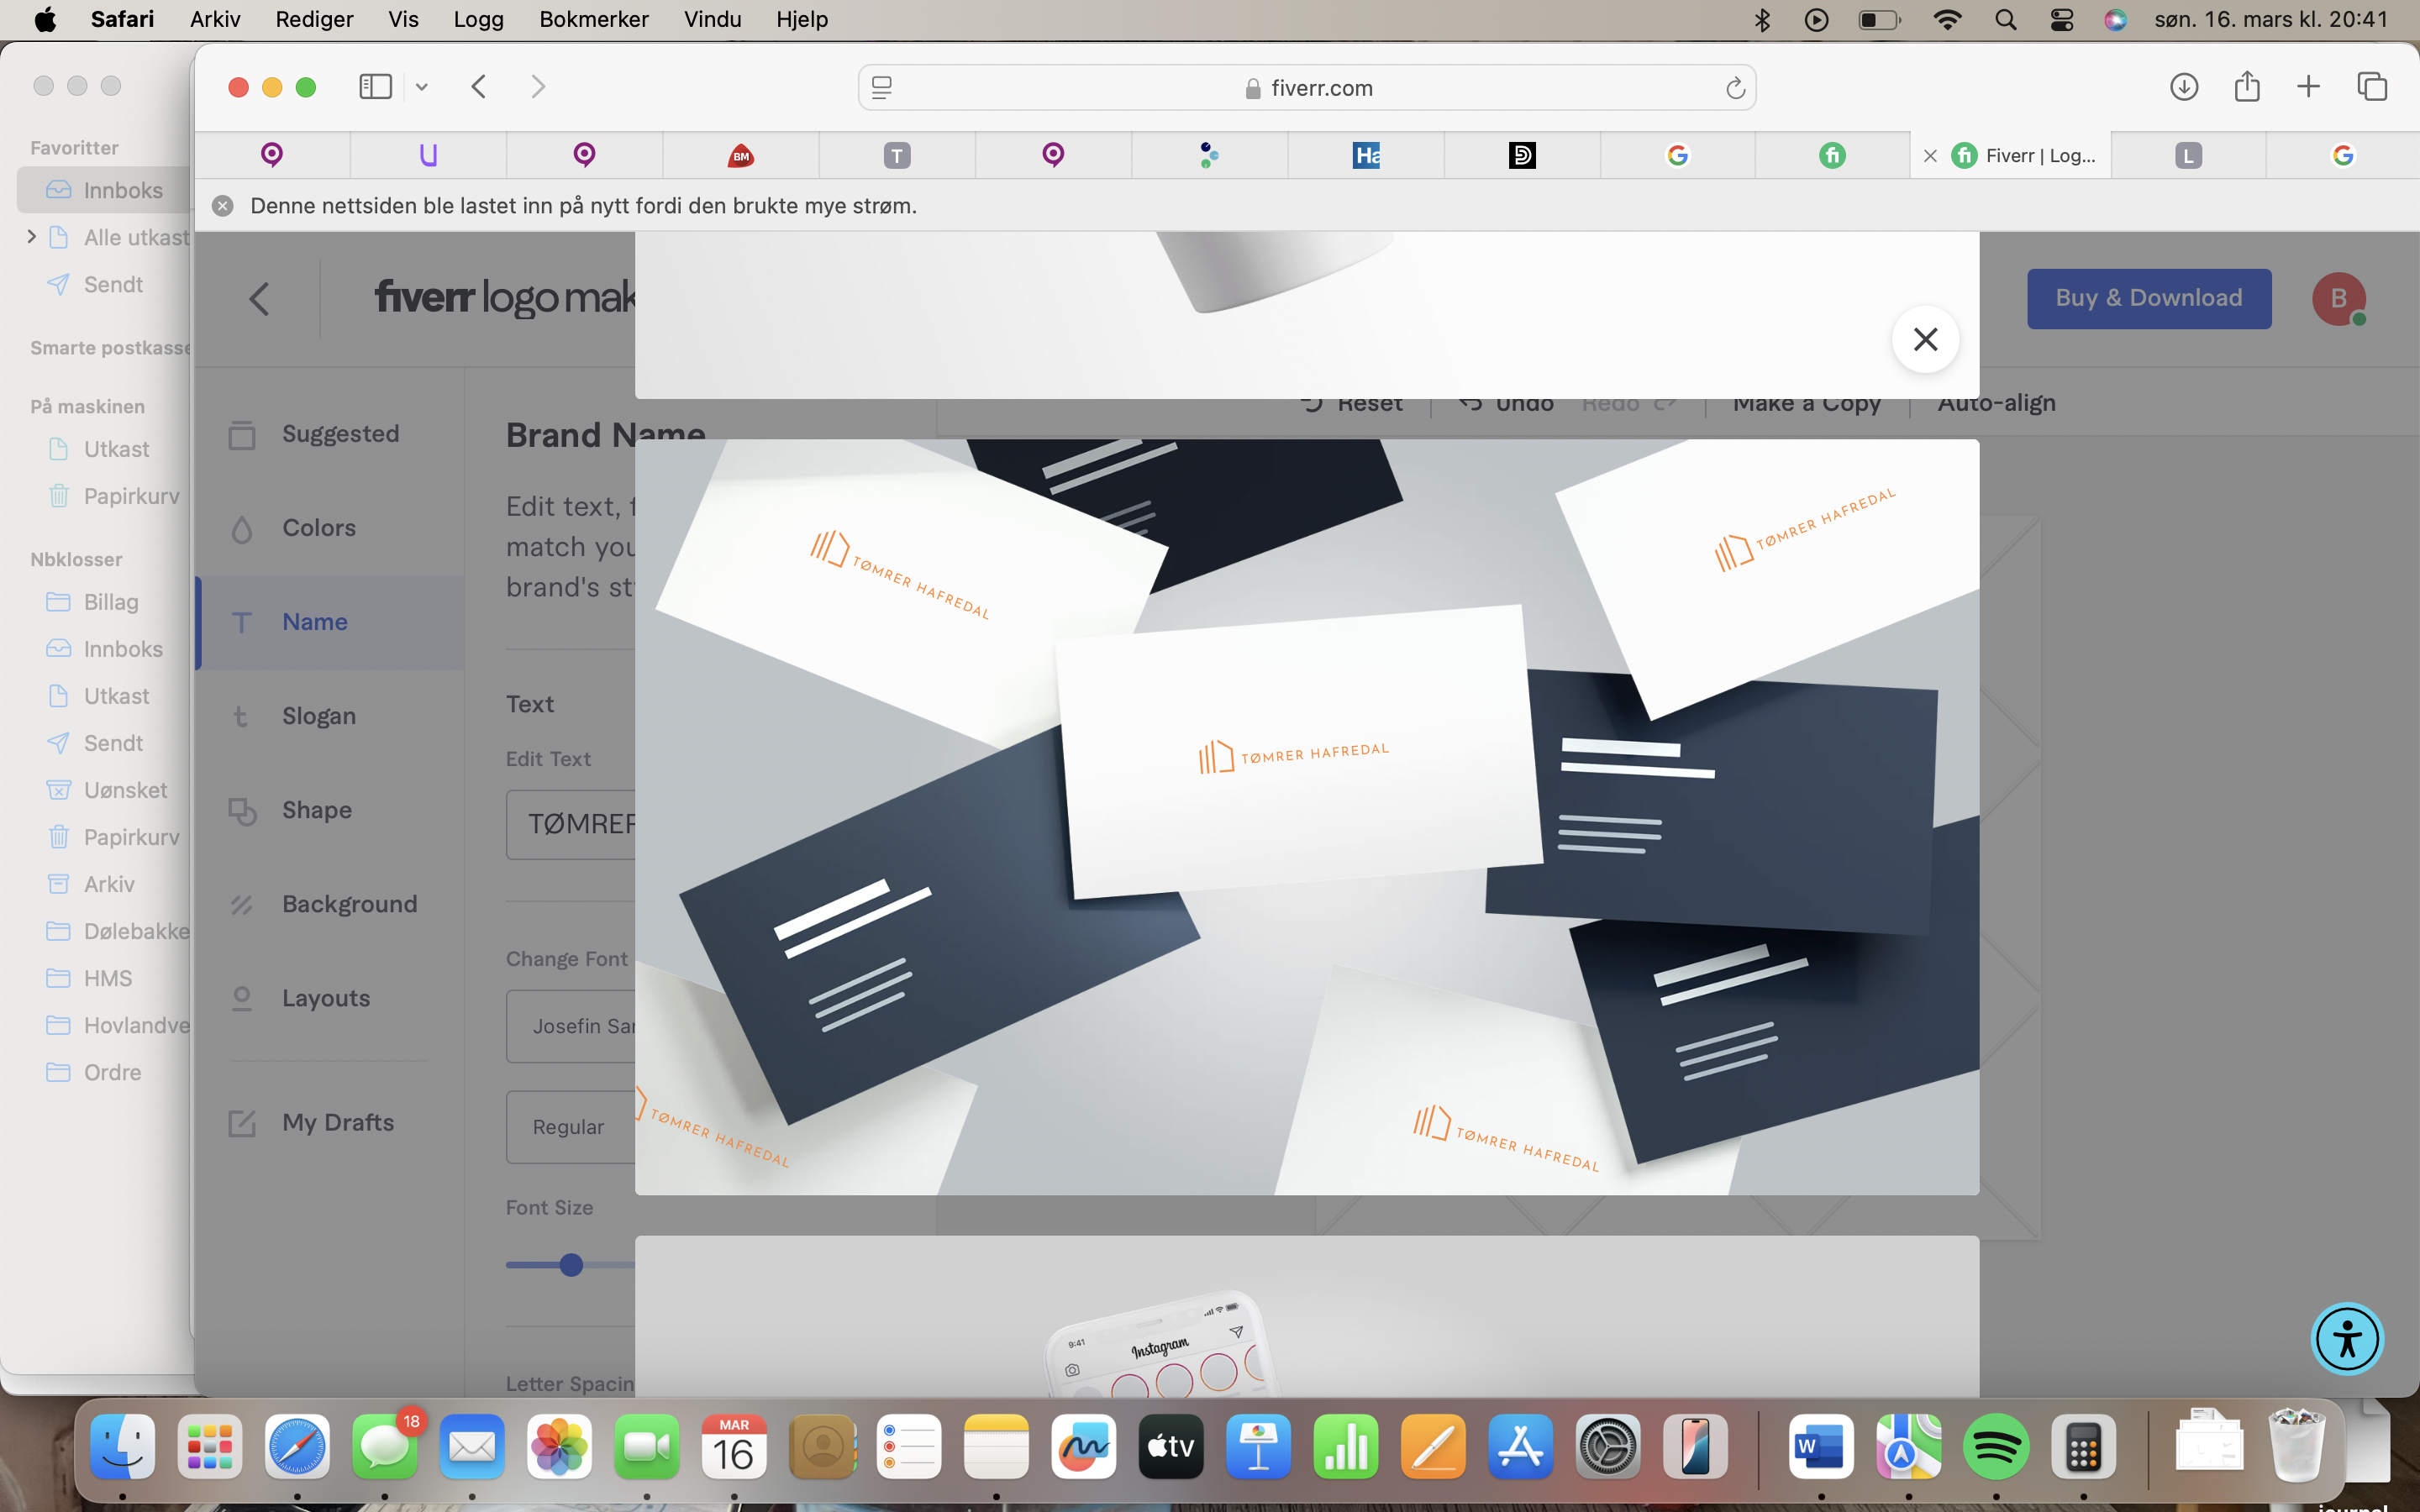 Safari Arkiv Rediger Vis Logg Bokmerker Vindu Hjelp søn. 16. mars kl. 20:41
fiverr.com
BM T Ha fi fi Fiverr | Log... L
Denne nettsiden ble lastet inn på nytt fordi den brukte mye strøm.
Favoritter
Innboks
Alle utkast
Sendt
Smarte postkasse
På maskinen
Utkast
Papirkurv
Nbklosser
Billag
Innboks
Utkast
Sendt
Uønsket
Papirkurv
Arkiv
Dølebakke
HMS
Hovlandve
Ordre
fiverr logo mak
Buy & Download
B
Reset Undo Redo Make a Copy Auto-align
Suggested
Colors
Name
Slogan
Shape
Background
Layouts
My Drafts
Brand Name
Edit text, f
match you
brand's st
Text
Edit Text
TØMRER
Change Font
Josefin Sar
Regular
Font Size
Letter Spacin
TØMRER HAFREDAL
TØMRER HAFREDAL
TØMRER HAFREDAL
TØMRER HAFREDAL
TØMRER HAFREDAL
9:41
Instagram
18
MAR
16
tv
W
journal